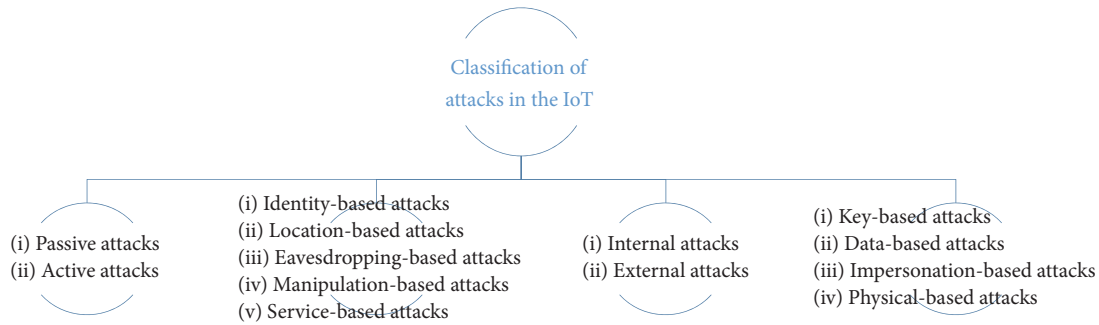 Classification of
attacks in the IoT
(i) Passive attacks
(ii) Active attacks
(i) Identity-based attacks
(ii) Location-based attacks
(iii) Eavesdropping-based attacks
(iv) Manipulation-based attacks
(v) Service-based attacks
(i) Internal attacks
(ii) External attacks
(i) Key-based attacks
(ii) Data-based attacks
(iii) Impersonation-based attacks
(iv) Physical-based attacks